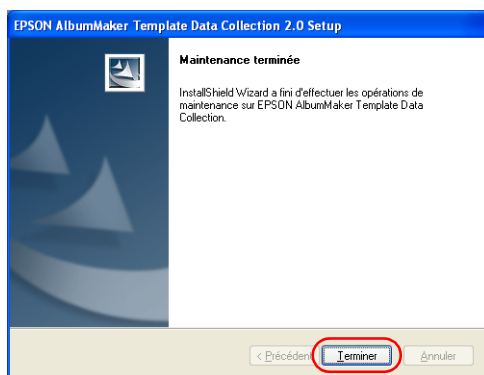 EPSON AlbumMaker Template Data Collection 2.0 Setup
Maintenance terminée
InstallShield Wizard a fini d'effectuer les opérations de
maintenance sur EPSON AlbumMaker Template Data
Collection.
< Précédent Terminer Annuler